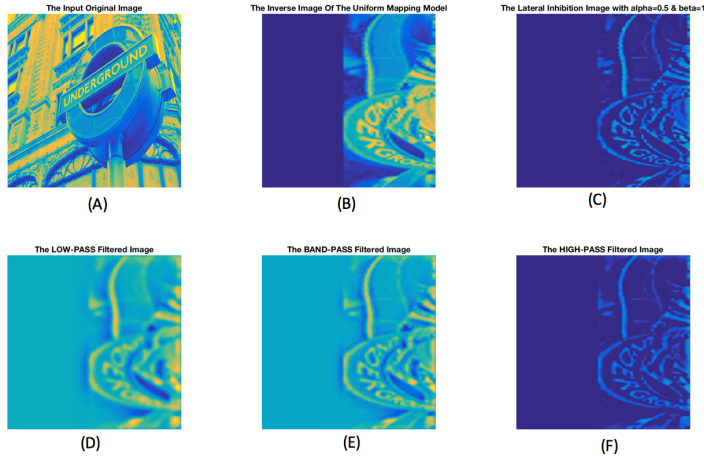 The Input Original Image
The Inverse Image Of The Uniform Mapping Model
The Lateral Inhibition Image with alpha=0.5 & beta=1
UNDERGROUND
(A)
(B)
(C)
The LOW-PASS Filtered Image
The BAND-PASS Filtered Image
The HIGH-PASS Filtered Image
(D)
(E)
(F)